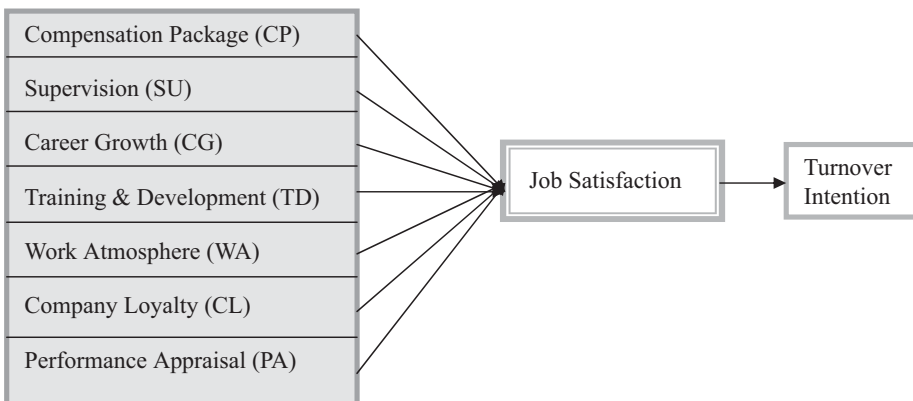 Compensation Package (CP)
Supervision (SU)
Career Growth (CG)
Training & Development (TD)
Work Atmosphere (WA)
Company Loyalty (CL)
Performance Appraisal (PA)
Job Satisfaction
Turnover
Intention